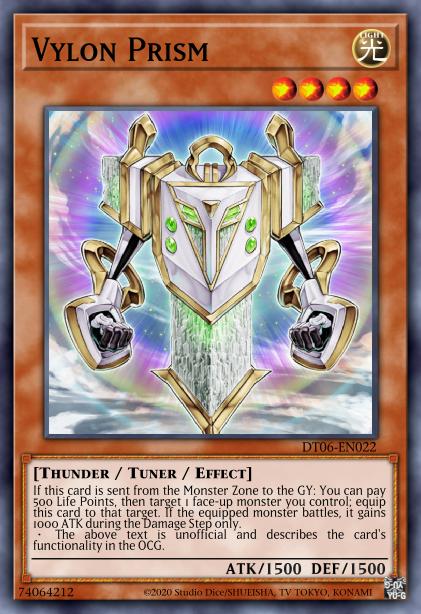 VYLON PRISM
LIGHT
光
DT06-EN022
[THUNDER / TUNER / EFFECT]
If this card is sent from the Monster Zone to the GY: You can pay
500 Life Points, then target 1 face-up monster you control; equip
this card to that target. If the equipped monster battles, it gains
1000 ATK during the Damage Step only.
· The above text is unofficial and describes the card's
functionality in the OCG.
ATK/1500 DEF/1500
74064212
©2020 Studio Dice/SHUEISHA, TV TOKYO, KONAMI